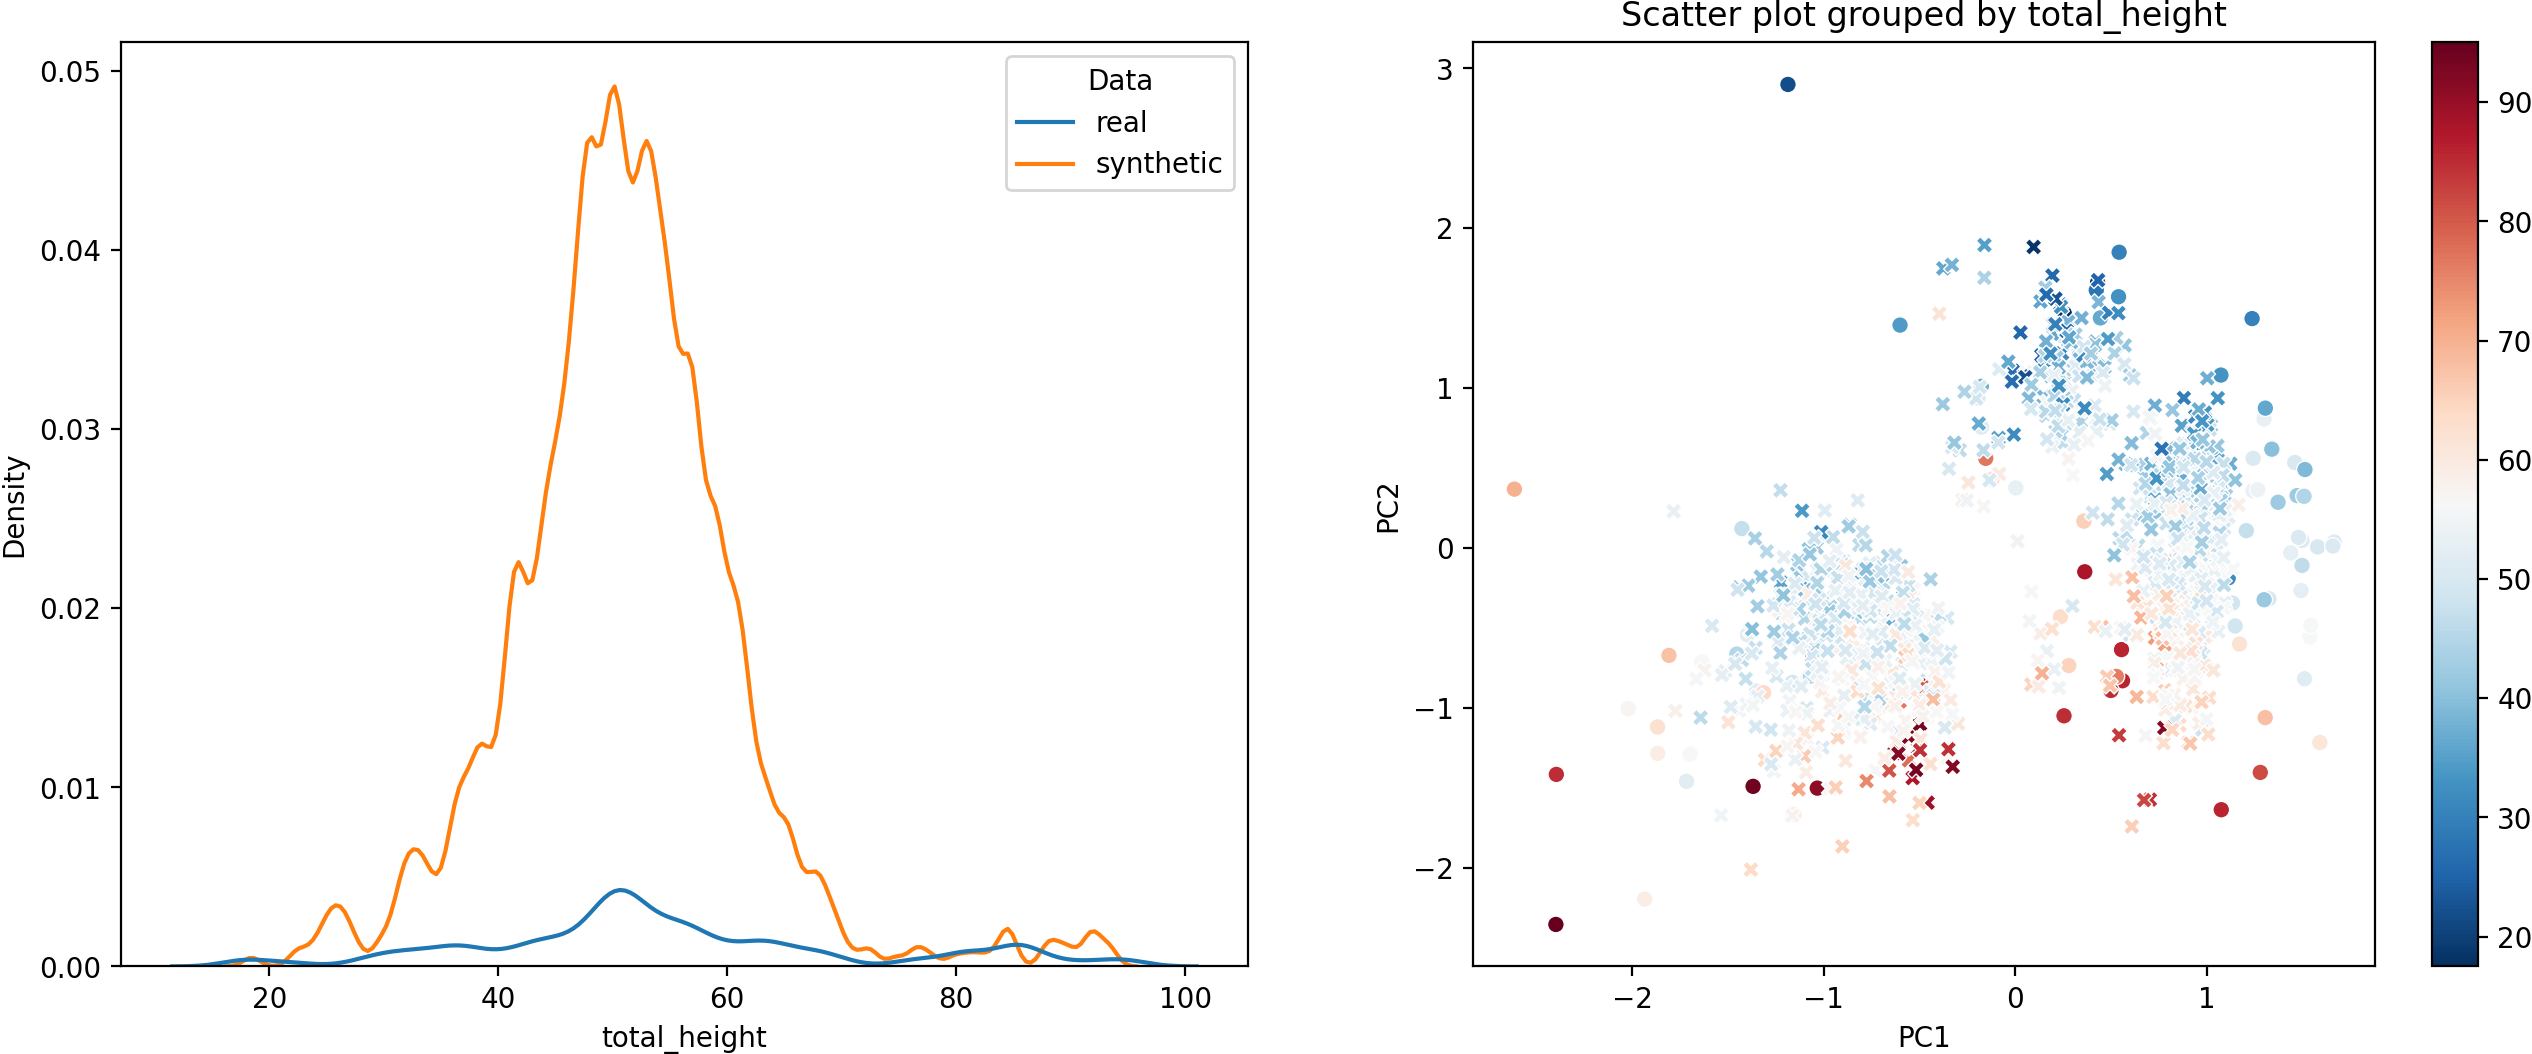 Scatter plot grouped by total_height
Data
real
synthetic
0.05
0.04
0.03
0.02
0.01
0.00
Density
20 40 60 80 100
total_height
3
2
1
0
−1
−2
PC2
−2 −1 0 1
PC1
90
80
70
60
50
40
30
20